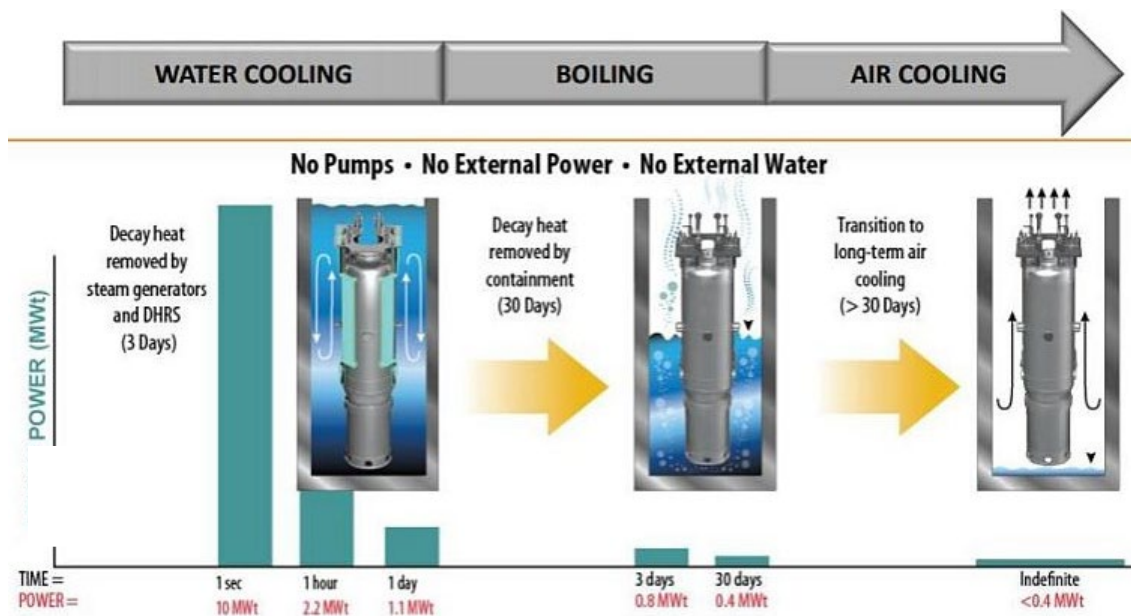 WATER COOLING
BOILING
AIR COOLING
No Pumps • No External Power • No External Water
Decay heat
removed by
steam generators
and DHRS
(3 Days)
Decay heat
removed by
containment
(30 Days)
Transition to
long-term air
cooling
(> 30 Days)
POWER (MWt)
TIME = 1 sec 1 hour 1 day 3 days 30 days Indefinite
POWER = 10 MWt 2.2 MWt 1.1 MWt 0.8 MWt 0.4 MWt <0.4 MWt